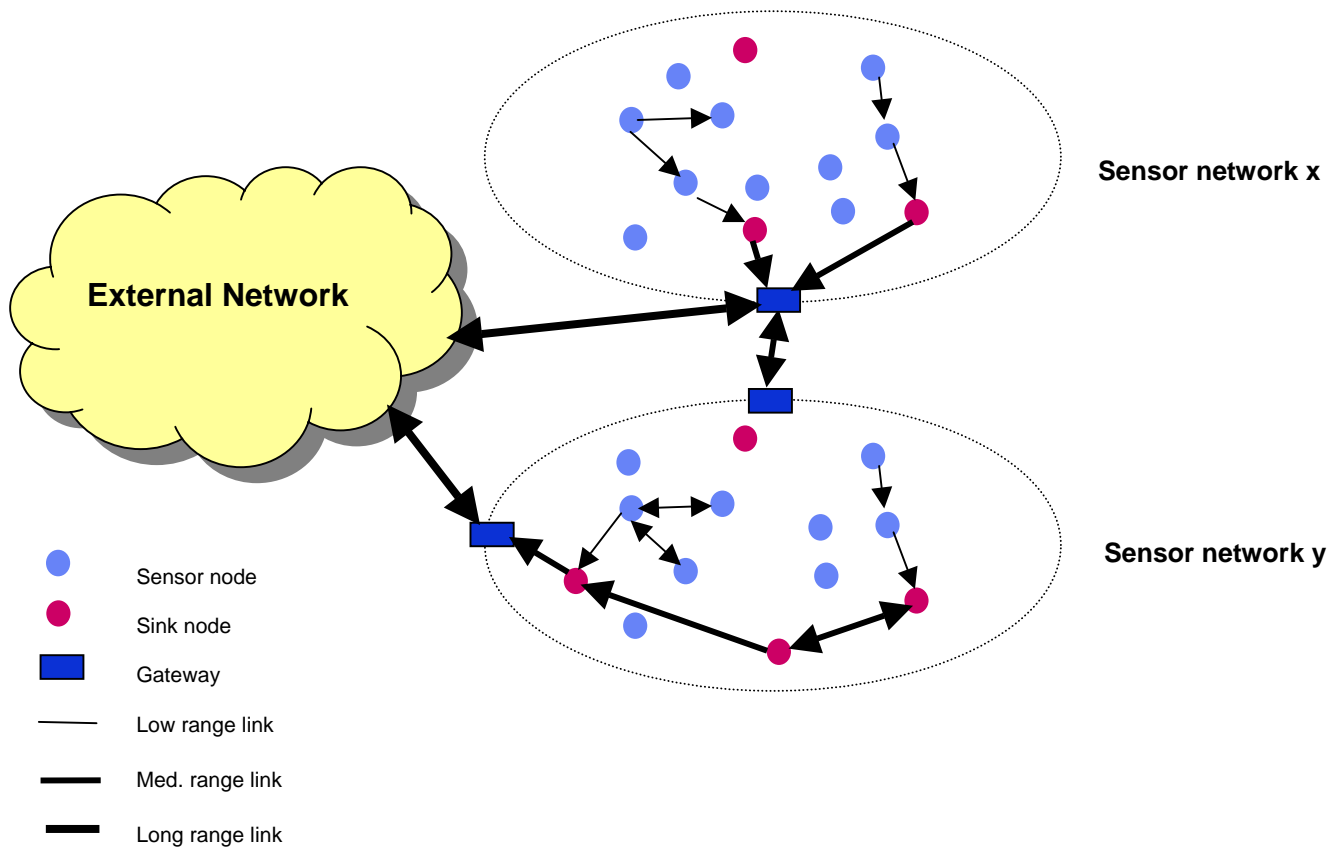 Sensor network x
External Network
Sensor network y
Sensor node
Sink node
Gateway
Low range link
Med. range link
Long range link